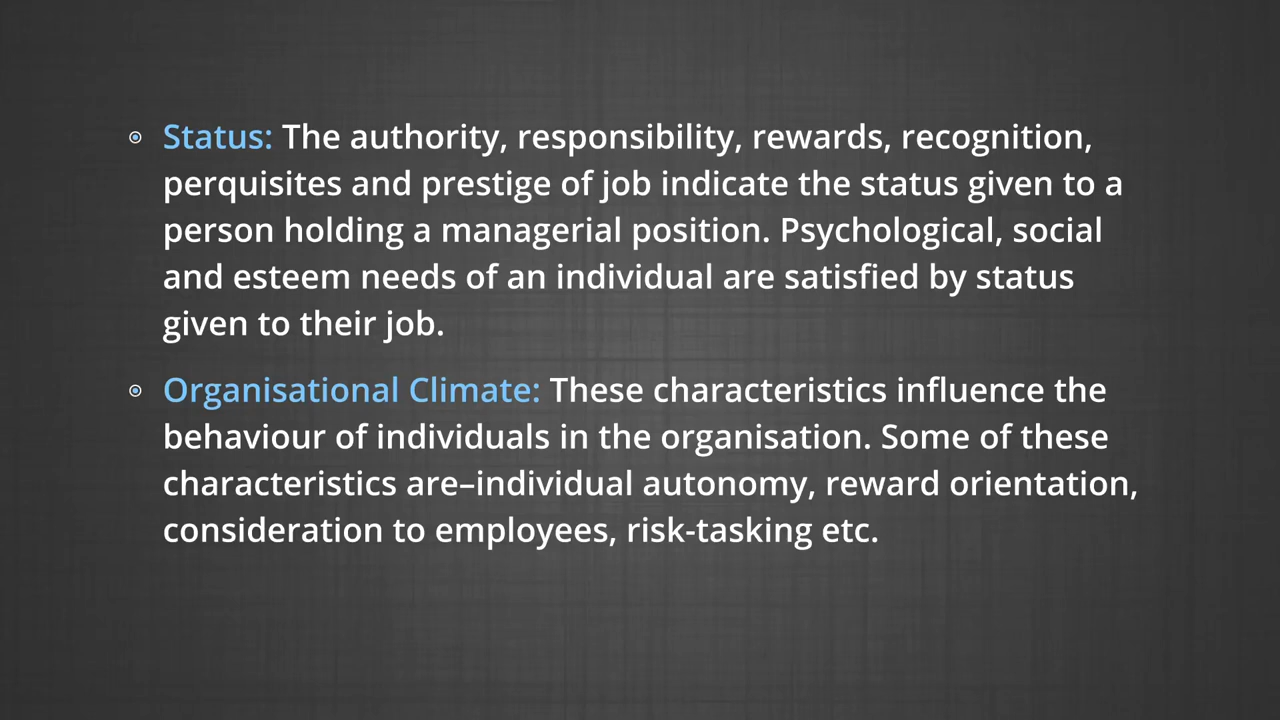 Status: The authority, responsibility, rewards, recognition,
perquisites and prestige of job indicate the status given to a
person holding a managerial position. Psychological, social
and esteem needs of an individual are satisfied by status
given to their job.
Organisational Climate: These characteristics influence the
behaviour of individuals in the organisation. Some of these
characteristics are–individual autonomy, reward orientation,
consideration to employees, risk-tasking etc.